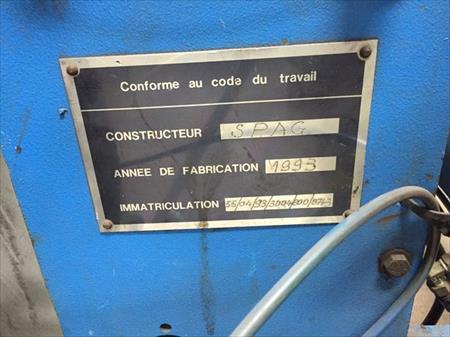 Conforme au code du travail
CONSTRUCTEUR SPAG
ANNEE DE FABRICATION 1993
IMMATRICULATION